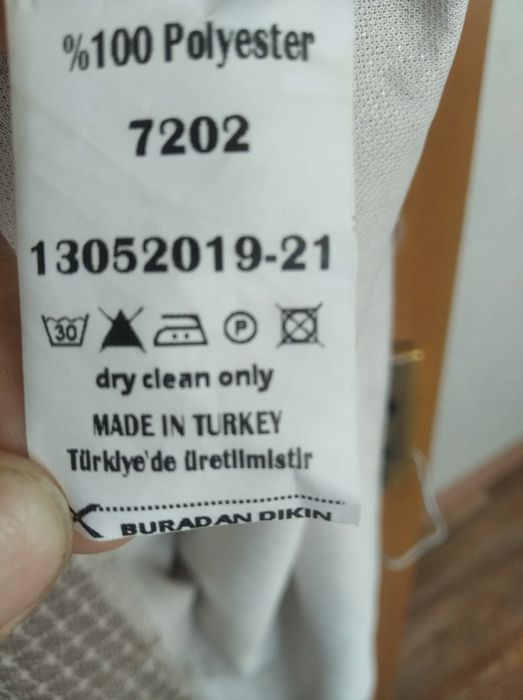 %100 Polyester
7202
13052019-21
30 P
dry clean only
MADE IN TURKEY
Türkiye'de üretilmistir
BURADAN DIKIN